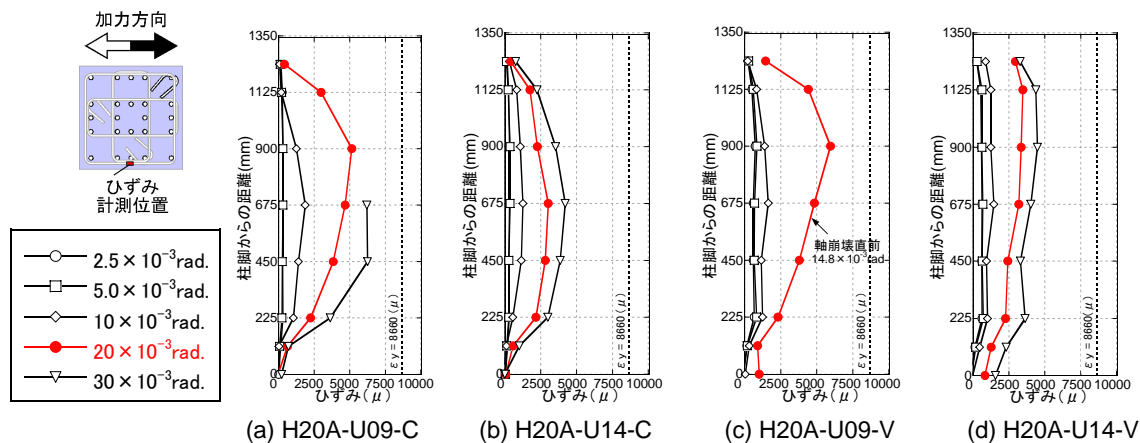 加力方向
ひずみ
計測位置
2.5×10⁻³rad.
5.0×10⁻³rad.
10×10⁻³rad.
20×10⁻³rad.
30×10⁻³rad.
柱脚からの距離(mm)
1350
1125
900
675
450
225
0
0 2500 5000 7500 10000
ひずみ(μ)
εy=8660(μ)
(a) H20A-U09-C
柱脚からの距離(mm)
1350
1125
900
675
450
225
0
0 2500 5000 7500 10000
ひずみ(μ)
εy=8660(μ)
(b) H20A-U14-C
柱脚からの距離(mm)
1350
1125
900
675
450
225
0
0 2500 5000 7500 10000
ひずみ(μ)
軸崩壊直前
14.8×10⁻³rad
εy=8660(μ)
(c) H20A-U09-V
柱脚からの距離(mm)
1350
1125
900
675
450
225
0
0 2500 5000 7500 10000
ひずみ(μ)
εy=8660(μ)
(d) H20A-U14-V